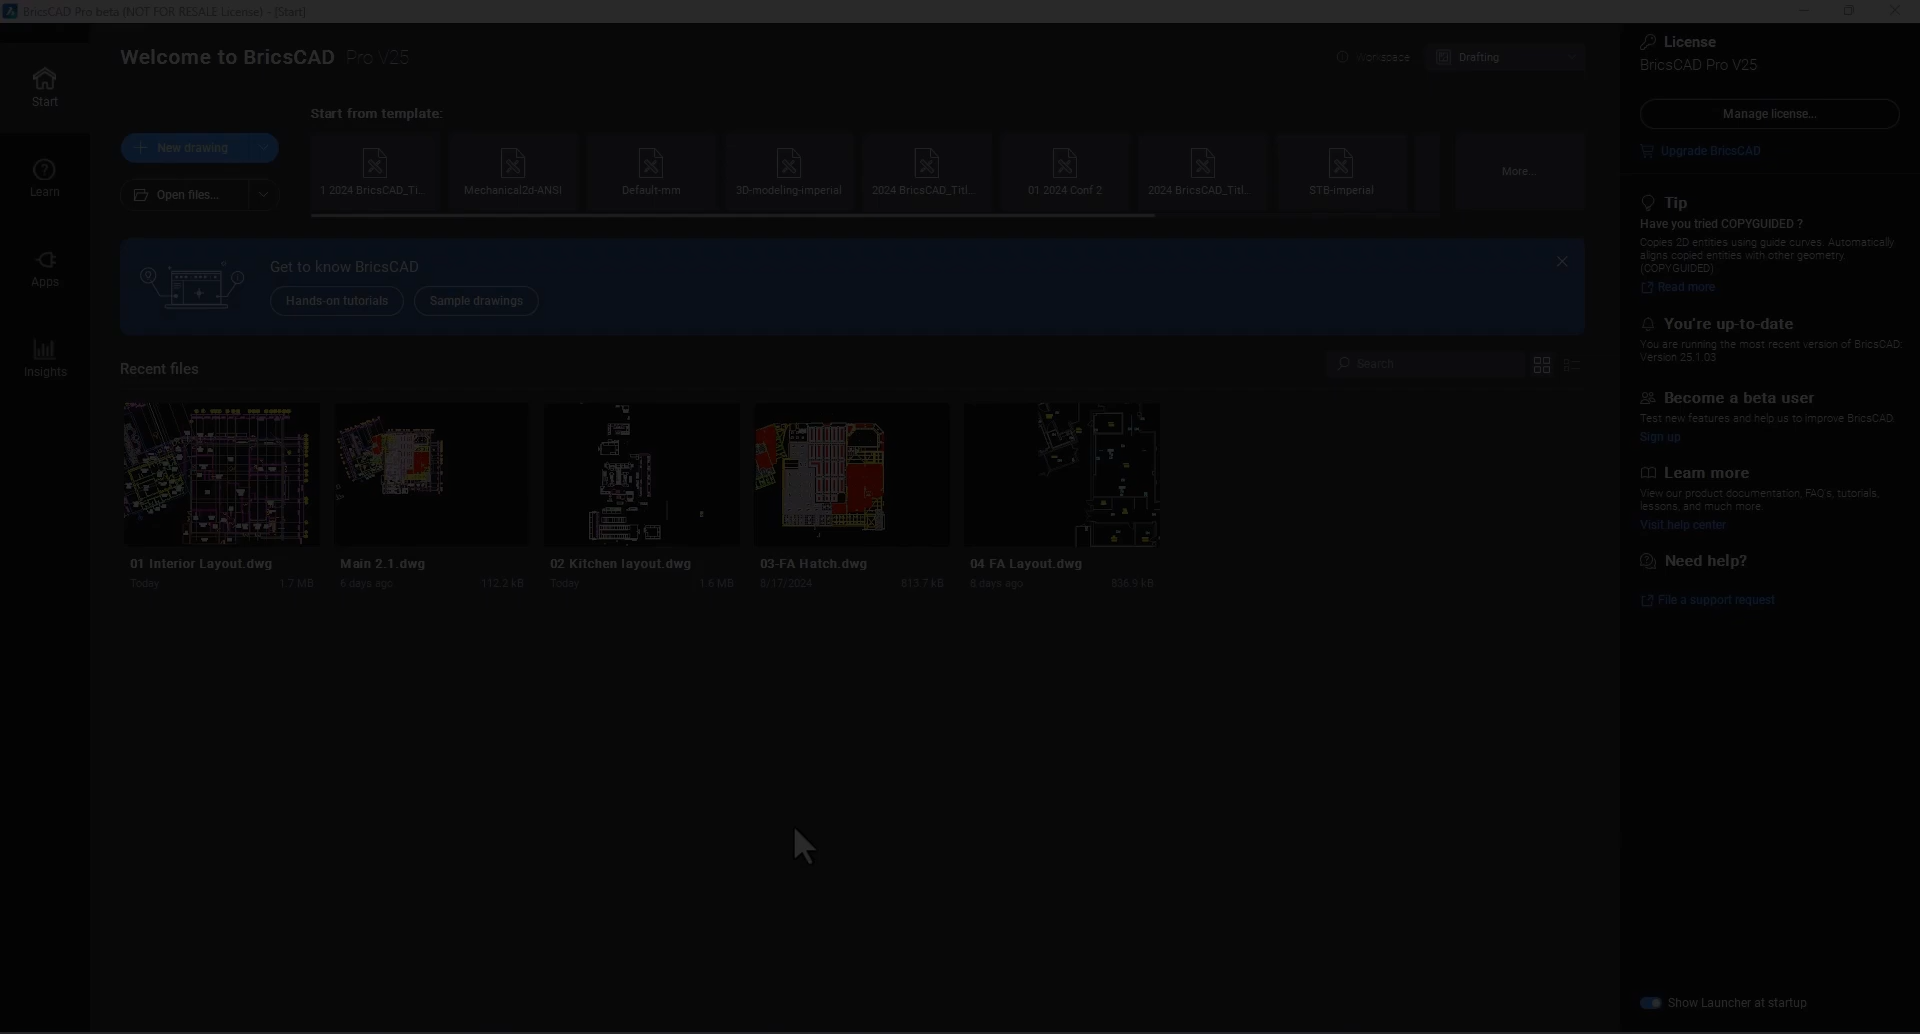 BricsCAD Pro beta (NOT FOR RESALE License) - [Start]
Welcome to BricsCAD Pro V25
Workspace
Drafting
Start
Learn
Apps
Insights
New drawing
Open files...
Start from template:
1 2024 BricsCAD_Ti...
Mechanical2d-ANSI
Default-mm
3D-modeling-imperial
2024 BricsCAD_Titl...
01 2024 Conf 2
2024 BricsCAD_Titl...
STB-imperial
More...
Get to know BricsCAD
Hands-on tutorials
Sample drawings
Recent files
Search
01 Interior Layout.dwg
Today 1.7 MB
Main 2.1.dwg
6 days ago 112.2 kB
02 Kitchen layout.dwg
Today 1.6 MB
03-FA Hatch.dwg
8/17/2024 813.7 kB
04 FA Layout.dwg
8 days ago 836.9 kB
License
BricsCAD Pro V25
Manage license...
Upgrade BricsCAD
Tip
Have you tried COPYGUIDED ?
Copies 2D entities using guide curves. Automatically
aligns copied entities with other geometry.
(COPYGUIDED)
Read more
You're up-to-date
You are running the most recent version of BricsCAD:
Version 25.1.03
Become a beta user
Test new features and help us to improve BricsCAD.
Sign up
Learn more
View our product documentation, FAQ's, tutorials,
lessons, and much more.
Visit help center
Need help?
File a support request
Show Launcher at startup